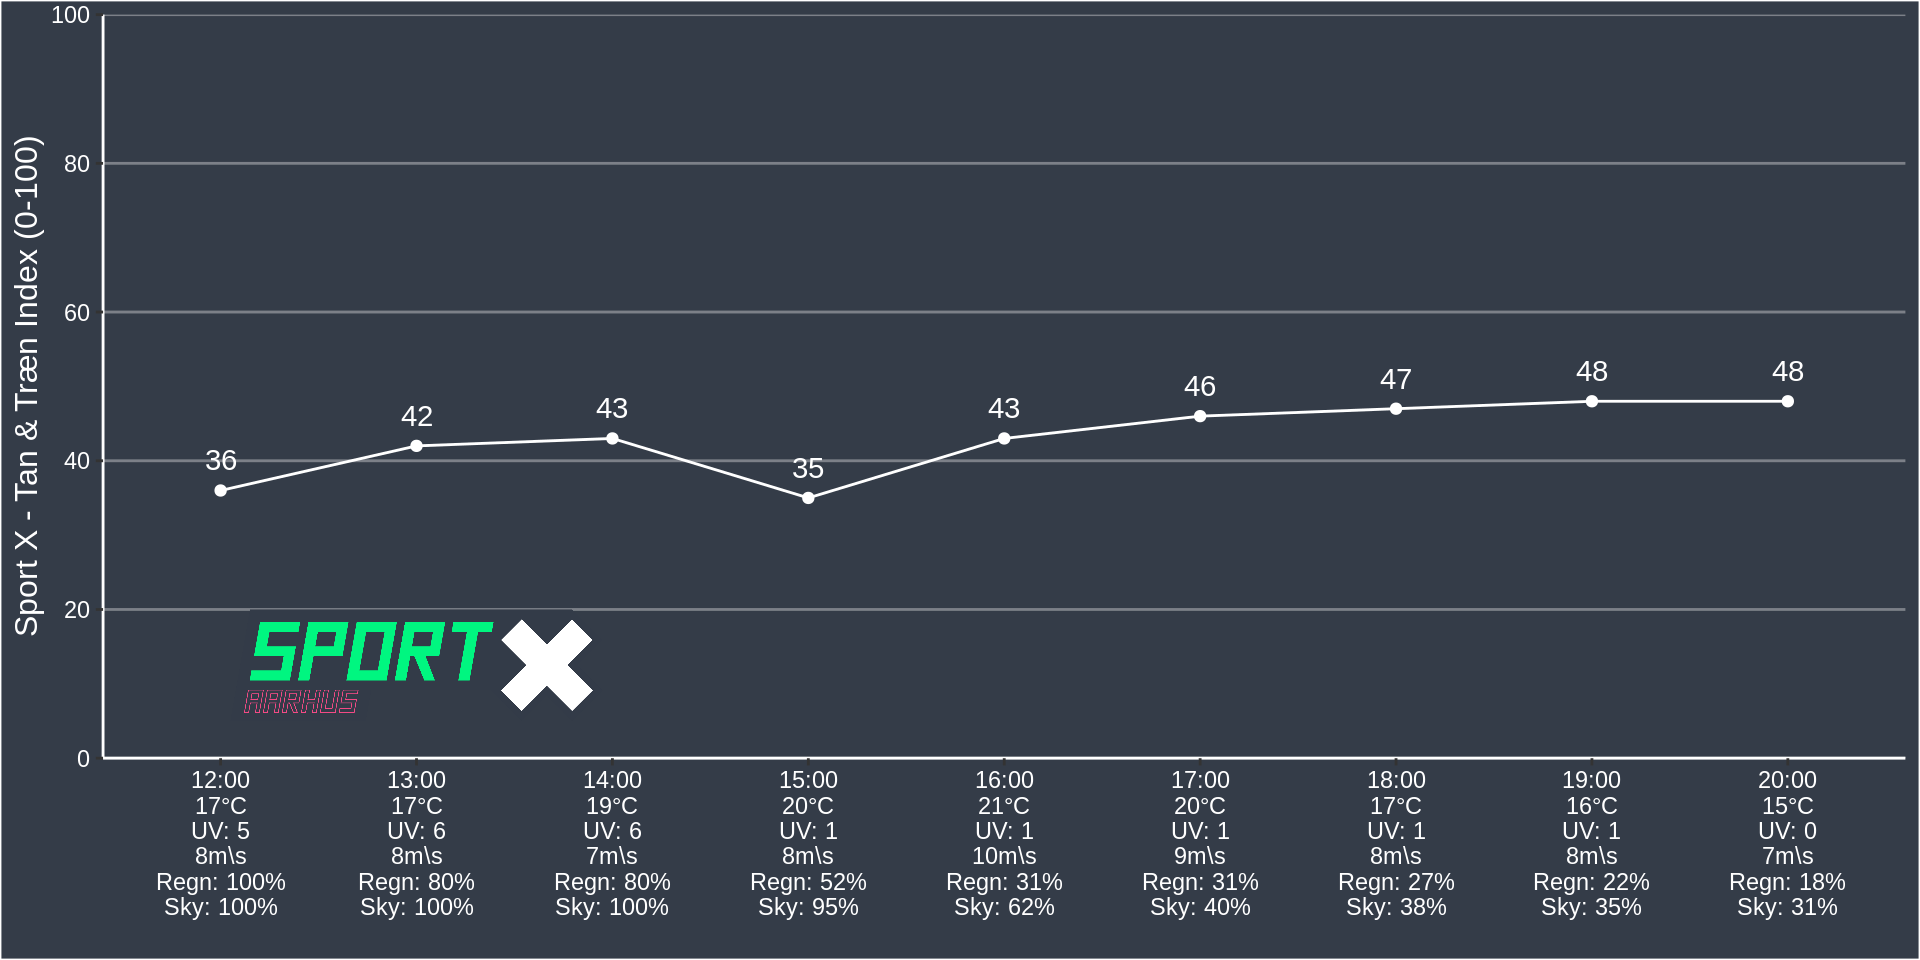 Sport X - Tan & Træn Index (0-100)
100
80
60
40
20
0
36
42
43
35
43
46
47
48
48
SPORT X
AARHUS
12:00 13:00 14:00 15:00 16:00 17:00 18:00 19:00 20:00
17°C 17°C 19°C 20°C 21°C 20°C 17°C 16°C 15°C
UV: 5 UV: 6 UV: 6 UV: 1 UV: 1 UV: 1 UV: 1 UV: 1 UV: 0
8m\s 8m\s 7m\s 8m\s 10m\s 9m\s 8m\s 8m\s 7m\s
Regn: 100% Regn: 80% Regn: 80% Regn: 52% Regn: 31% Regn: 31% Regn: 27% Regn: 22% Regn: 18%
Sky: 100% Sky: 100% Sky: 100% Sky: 95% Sky: 62% Sky: 40% Sky: 38% Sky: 35% Sky: 31%